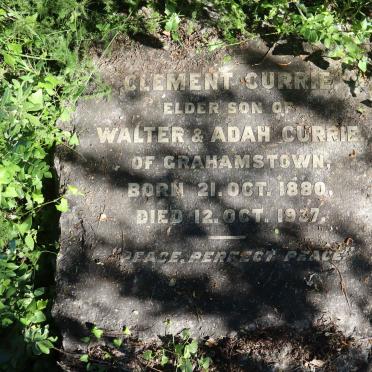 CLEMENT CURRIE
ELDER SON OF
WALTER & ADAH CURRIE
OF GRAHAMSTOWN,
BORN 21. OCT. 1880,
DIED 12. OCT. 1937.
PEACE, PERFECT PEACE